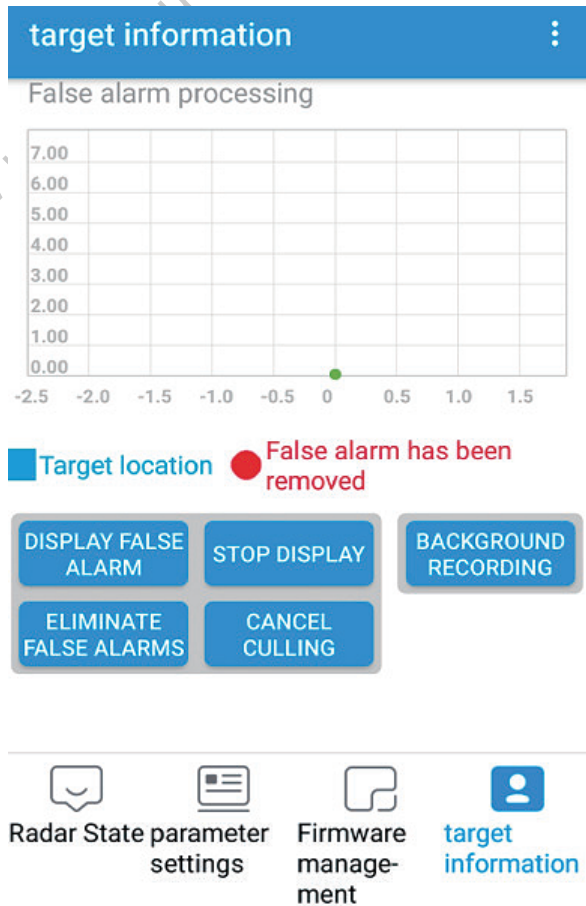 target information
False alarm processing
7.00
6.00
5.00
4.00
3.00
2.00
1.00
0.00
-2.5 -2.0 -1.5 -1.0 -0.5 0 0.5 1.0 1.5
Target location
False alarm has been
removed
DISPLAY FALSE
ALARM
STOP DISPLAY
BACKGROUND
RECORDING
ELIMINATE
FALSE ALARMS
CANCEL
CULLING
Radar State
parameter
settings
Firmware
manage-
ment
target
information